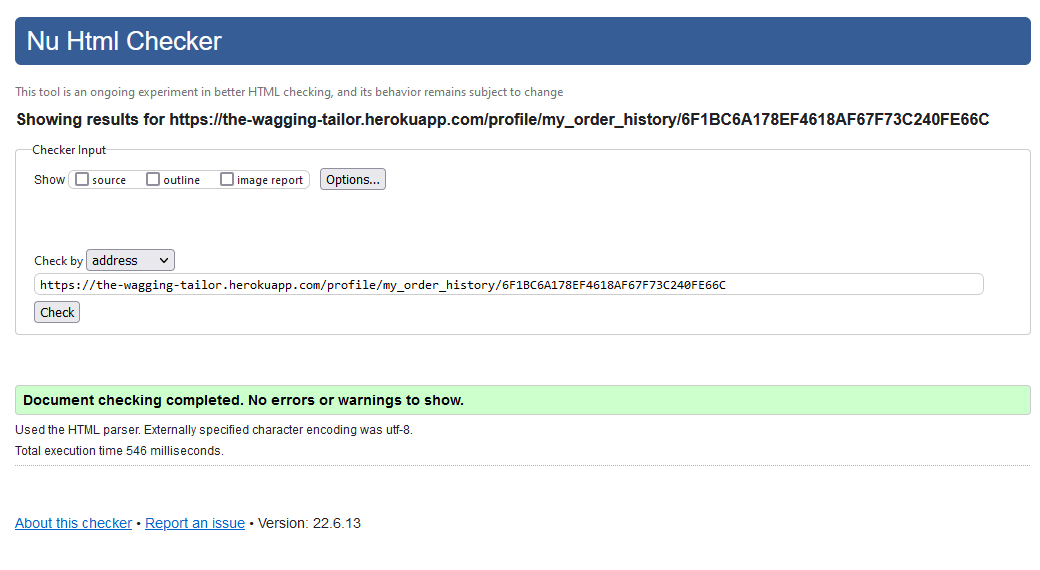 Nu Html Checker
This tool is an ongoing experiment in better HTML checking, and its behavior remains subject to change
Showing results for https://the-wagging-tailor.herokuapp.com/profile/my_order_history/6F1BC6A178EF4618AF67F73C240FE66C
Checker Input
Show source outline image report Options...
Check by address
https://the-wagging-tailor.herokuapp.com/profile/my_order_history/6F1BC6A178EF4618AF67F73C240FE66C
Check
Document checking completed. No errors or warnings to show.
Used the HTML parser. Externally specified character encoding was utf-8.
Total execution time 546 milliseconds.
About this checker • Report an issue • Version: 22.6.13